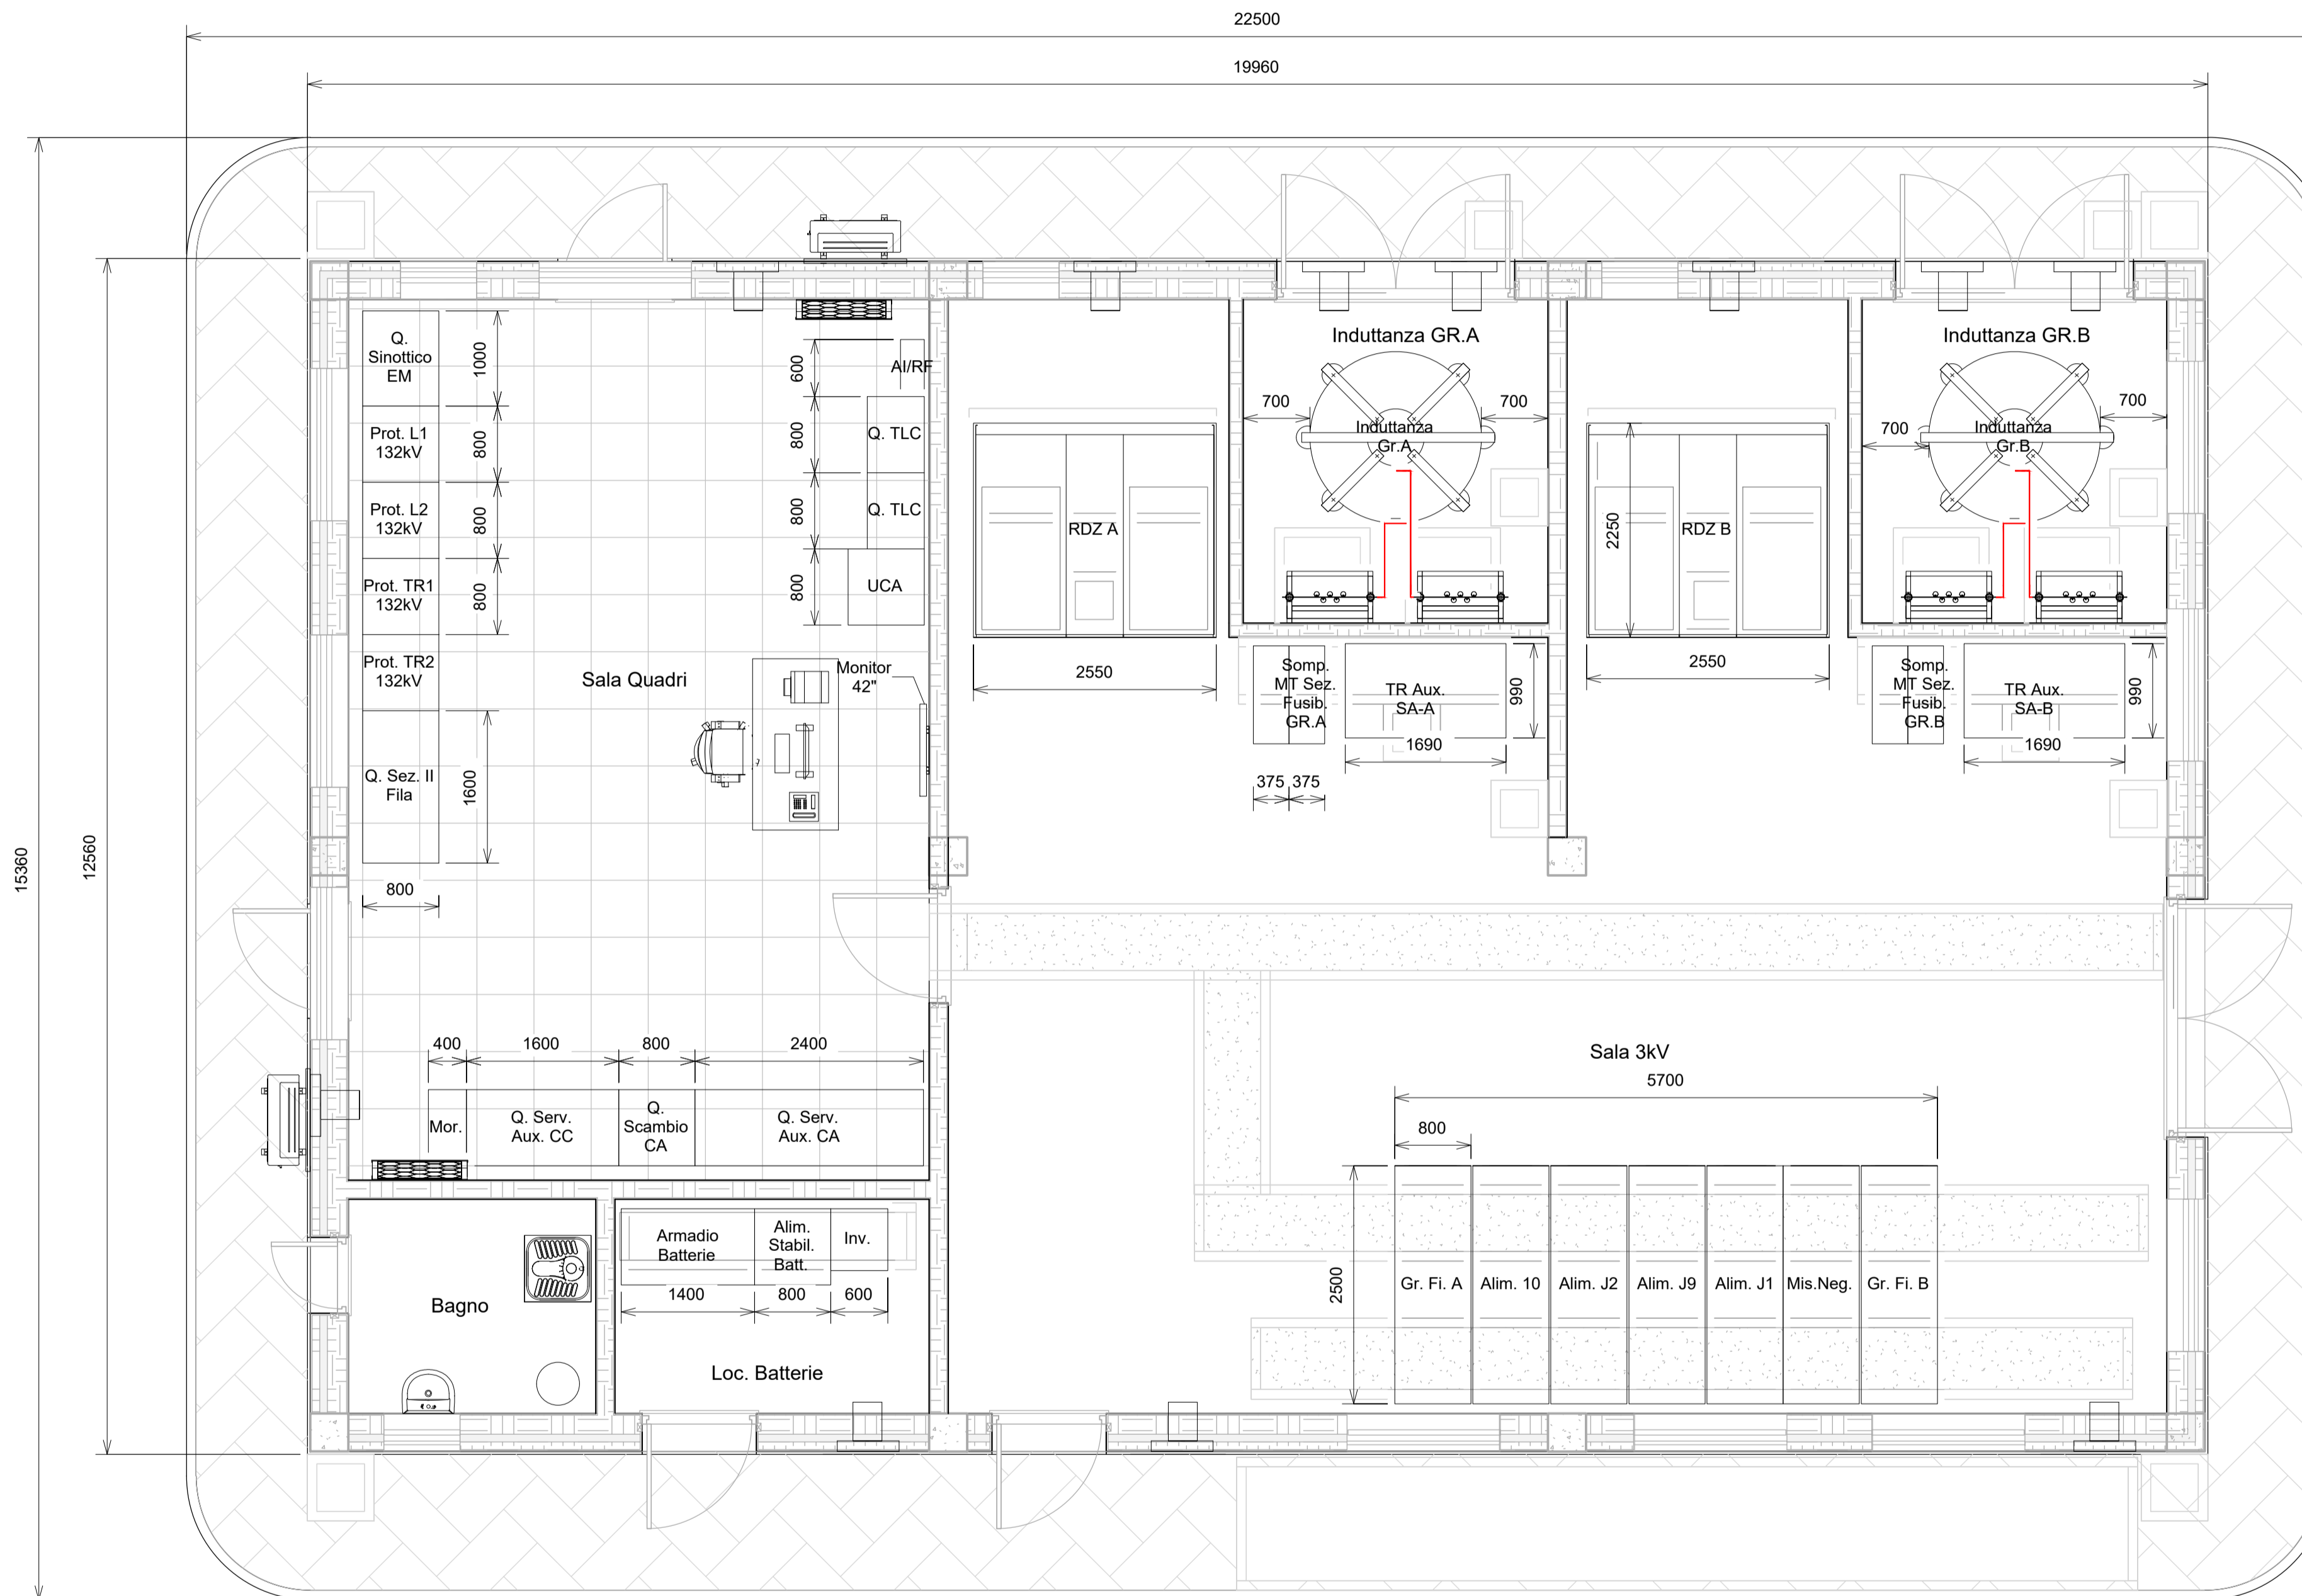 22500
19960
15360
12560
Q.
Sinottico
EM
1000
Prot. L1
132kV
800
Prot. L2
132kV
800
Prot. TR1
132kV
800
Prot. TR2
132kV
Q. Sez. II
Fila
1600
800
600
AI/RF
800
Q. TLC
800
Q. TLC
800
UCA
Sala Quadri
Monitor
42"
400
1600
800
2400
Mor.
Q. Serv.
Aux. CC
Q.
Scambio
CA
Q. Serv.
Aux. CA
Bagno
Armadio
Batterie
Alim.
Stabil.
Batt.
Inv.
1400
800
600
Loc. Batterie
RDZ A
2550
Induttanza GR.A
700
700
Induttanza
Gr.A
Somp.
MT Sez.
Fusib.
GR.A
TR Aux.
SA-A
990
1690
375
375
RDZ B
2250
2550
Induttanza GR.B
700
700
Induttanza
Gr.B
Somp.
MT Sez.
Fusib.
GR.B
TR Aux.
SA-B
990
1690
Sala 3kV
5700
800
2500
Gr. Fi. A
Alim. 10
Alim. J2
Alim. J9
Alim. J1
Mis.Neg.
Gr. Fi. B